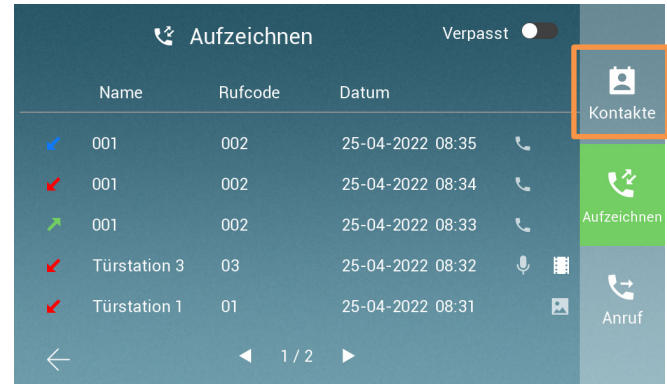 Aufzeichnen Verpasst
Name Rufcode Datum
001 002 25-04-2022 08:35
001 002 25-04-2022 08:34
001 002 25-04-2022 08:33
Türstation 3 03 25-04-2022 08:32
Türstation 1 01 25-04-2022 08:31
1 / 2
Kontakte
Aufzeichnen
Anruf